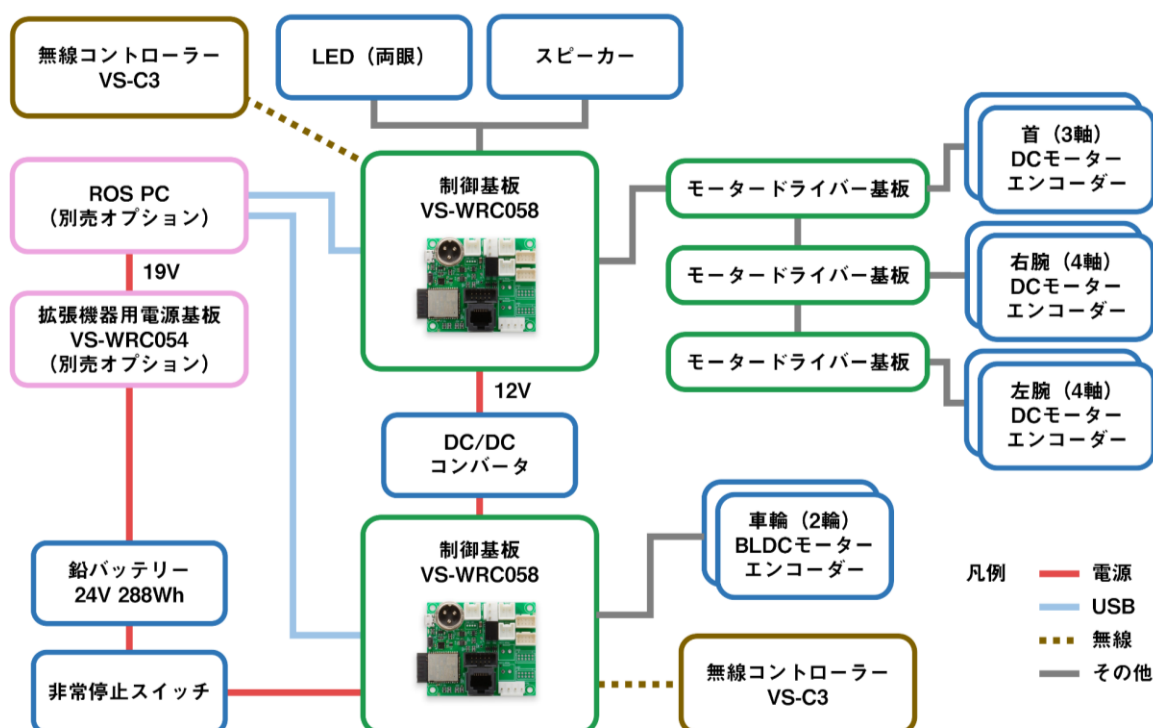 無線コントローラー
VS-C3
LED（両眼）
スピーカー
ROS PC
（別売オプション）
19V
拡張機器用電源基板
VS-WRC054
（別売オプション）
制御基板
VS-WRC058
モータードライバー基板
モータードライバー基板
モータードライバー基板
首（3軸）
DCモーター
エンコーダー
右腕（4軸）
DCモーター
エンコーダー
左腕（4軸）
DCモーター
エンコーダー
12V
DC/DC
コンバータ
制御基板
VS-WRC058
車輪（2輪）
BLDCモーター
エンコーダー
鉛バッテリー
24V 288Wh
非常停止スイッチ
無線コントローラー
VS-C3
凡例
電源
USB
無線
その他